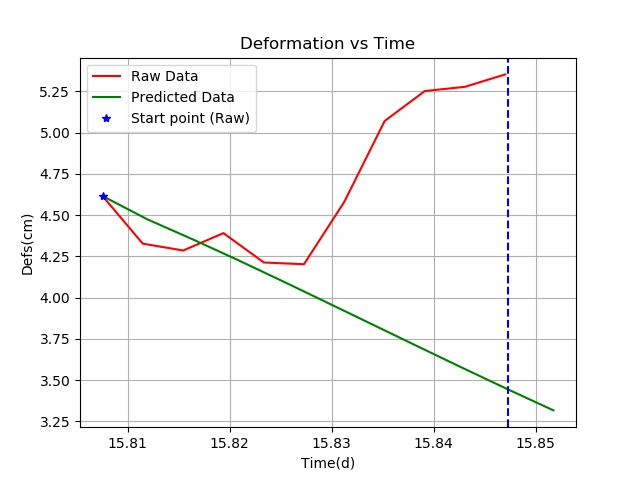 Deformation vs Time
Raw Data
Predicted Data
Start point (Raw)
Defs(cm)
5.25
5.00
4.75
4.50
4.25
4.00
3.75
3.50
3.25
15.81 15.82 15.83 15.84 15.85
Time(d)